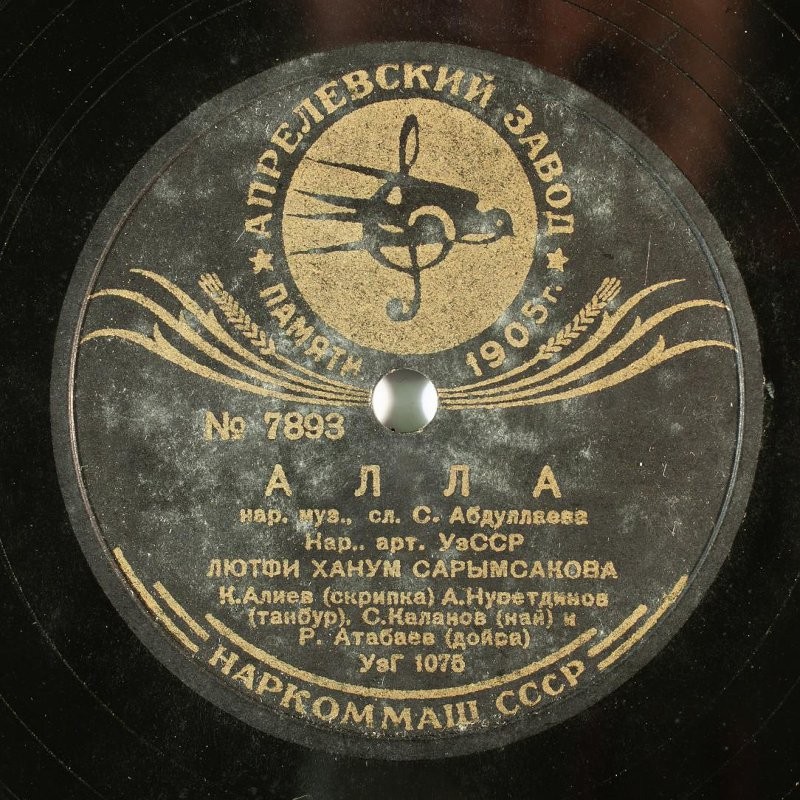 АПРЕЛЕВСКИЙ ЗАВОД
ПАМЯТИ 1905 г.
№ 7893
АЛЛА
нар. муз., сл. С. Абдуллаева
Нар. арт. УзССР
ЛЮТФИ ХАНУМ САРЫМСАКОВА
К. Алиев (скрипка) А. Нуретдинов
(танбур), С. Каланов (най) и
Р. Атабаев (дойра)
УзГ 1075
НАРКОММАШ СССР